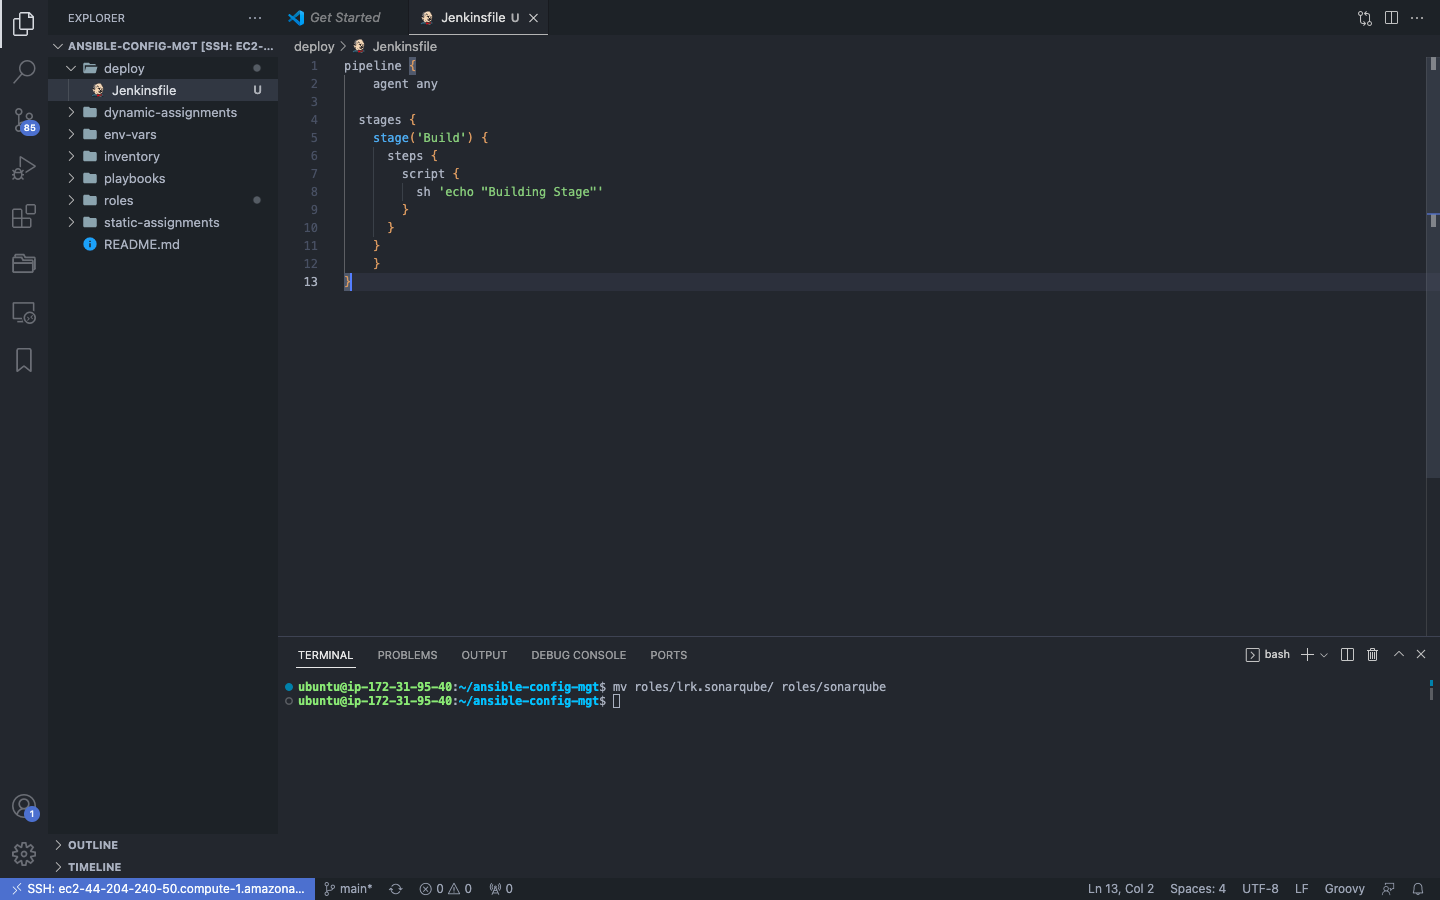 EXPLORER
Get Started
Jenkinsfile U
ANSIBLE-CONFIG-MGT [SSH: EC2-...
deploy
Jenkinsfile U
dynamic-assignments
env-vars
inventory
playbooks
roles
static-assignments
README.md
85
deploy > Jenkinsfile
1 pipeline {
2     agent any
3
4   stages {
5     stage('Build') {
6       steps {
7         script {
8           sh 'echo "Building Stage"'
9         }
10       }
11     }
12     }
13 }
TERMINAL PROBLEMS OUTPUT DEBUG CONSOLE PORTS
bash
ubuntu@ip-172-31-95-40:~/ansible-config-mgt$ mv roles/lrk.sonarqube/ roles/sonarqube
ubuntu@ip-172-31-95-40:~/ansible-config-mgt$
1
OUTLINE
TIMELINE
SSH: ec2-44-204-240-50.compute-1.amazona... main* 0 0 0 Ln 13, Col 2 Spaces: 4 UTF-8 LF Groovy